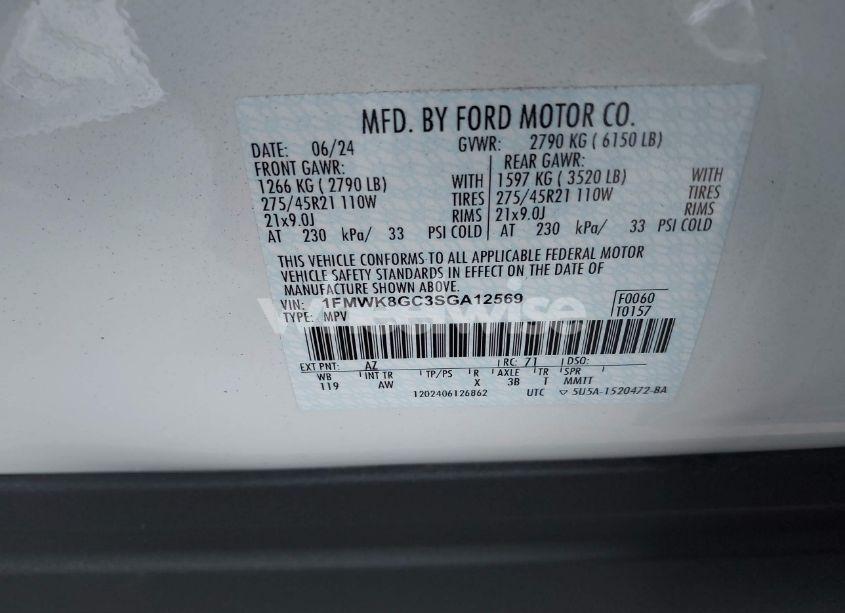 MFD. BY FORD MOTOR CO.
DATE: 06/24 GVWR: 2790 KG ( 6150 LB)
FRONT GAWR: REAR GAWR:
1266 KG ( 2790 LB) WITH 1597 KG ( 3520 LB) WITH
275/45R21 110W TIRES 275/45R21 110W TIRES
21x9.0J RIMS 21x9.0J RIMS
AT 230 kPa/ 33 PSI COLD AT 230 kPa/ 33 PSI COLD
THIS VEHICLE CONFORMS TO ALL APPLICABLE FEDERAL MOTOR
VEHICLE SAFETY STANDARDS IN EFFECT ON THE DATE OF
MANUFACTURE SHOWN ABOVE.
VIN: 1FMWK8GC3SGA12569 F0060
TYPE: MPV T0157
EXT PNT: AZ RC: 71 DSO:
WB INT TR TP/PS R AXLE TR SPR
119 AW X 3B T MMTT
1202406126862 UTC ▽ 5U5A-1520472-BA